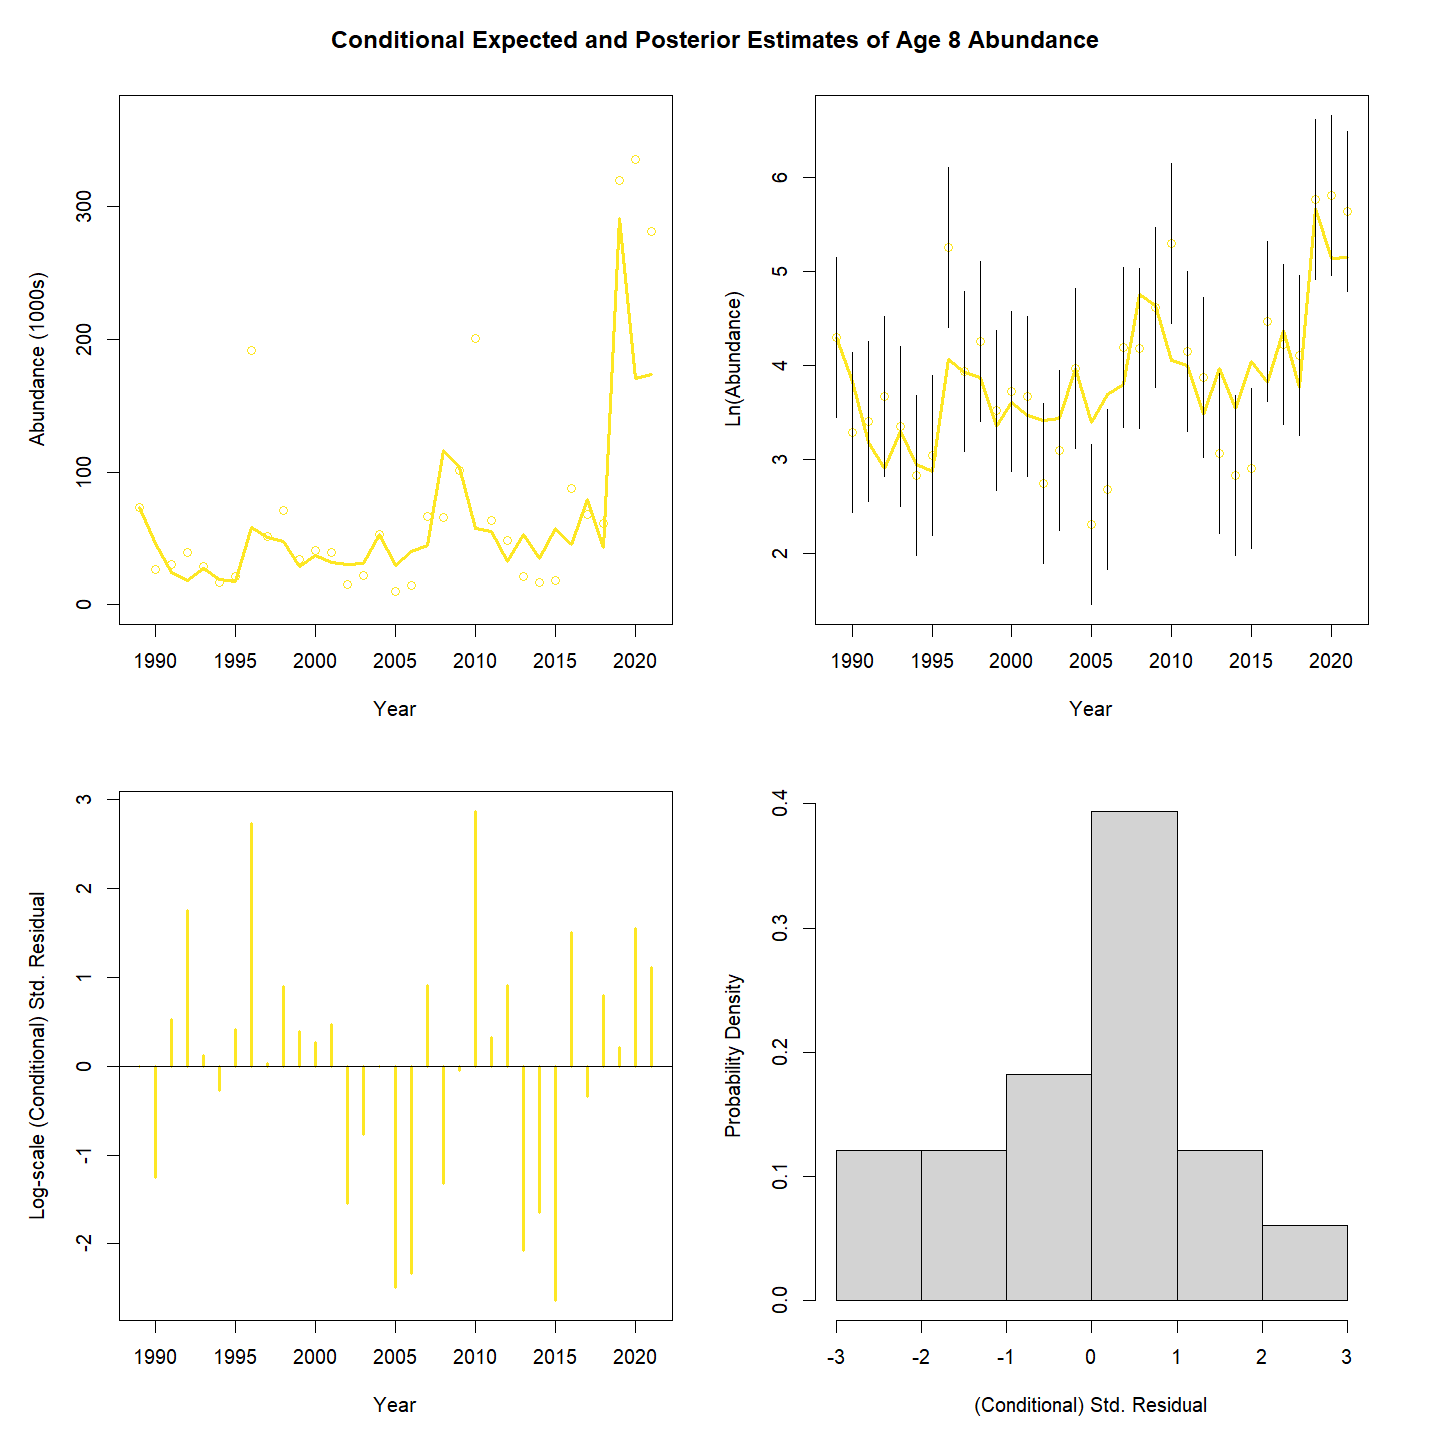 Conditional Expected and Posterior Estimates of Age 8 Abundance
Abundance (1000s)
300
200
100
0
1990 1995 2000 2005 2010 2015 2020
Year
Ln(Abundance)
6
5
4
3
2
1990 1995 2000 2005 2010 2015 2020
Year
Log-scale (Conditional) Std. Residual
3
2
1
0
-1
-2
1990 1995 2000 2005 2010 2015 2020
Year
Probability Density
0.4
0.3
0.2
0.1
0.0
-3 -2 -1 0 1 2 3
(Conditional) Std. Residual